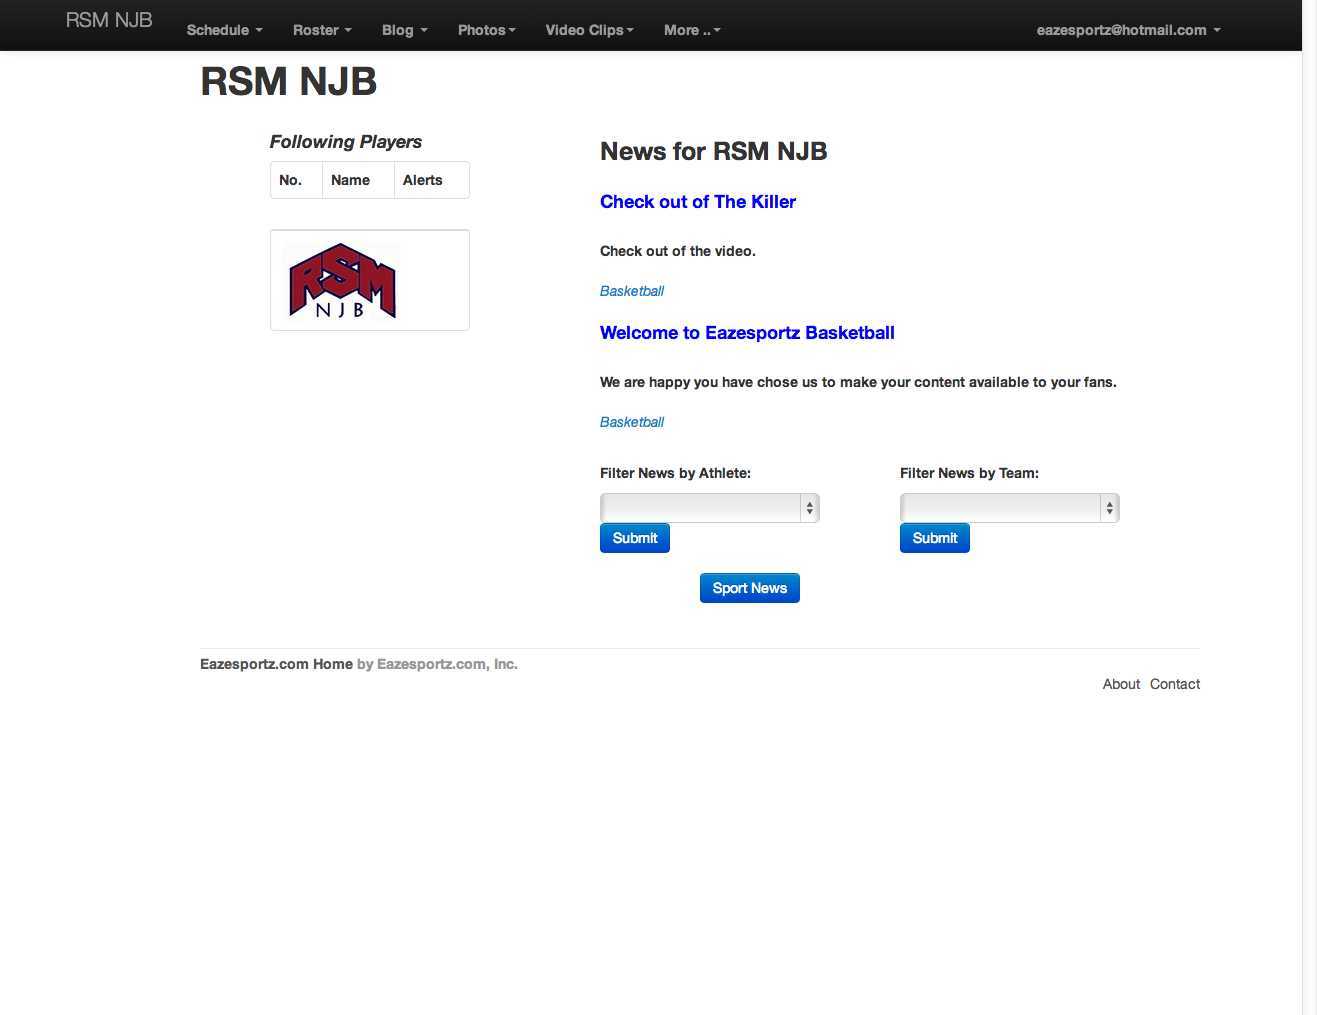 RSM NJB
Schedule Roster Blog Photos Video Clips More .. eazesportz@hotmail.com
RSM NJB
Following Players
No. Name Alerts
RSM
NJB
News for RSM NJB
Check out of The Killer
Check out of the video.
Basketball
Welcome to Eazesportz Basketball
We are happy you have chose us to make your content available to your fans.
Basketball
Filter News by Athlete:
Submit
Filter News by Team:
Submit
Sport News
Eazesportz.com Home by Eazesportz.com, Inc.
About Contact